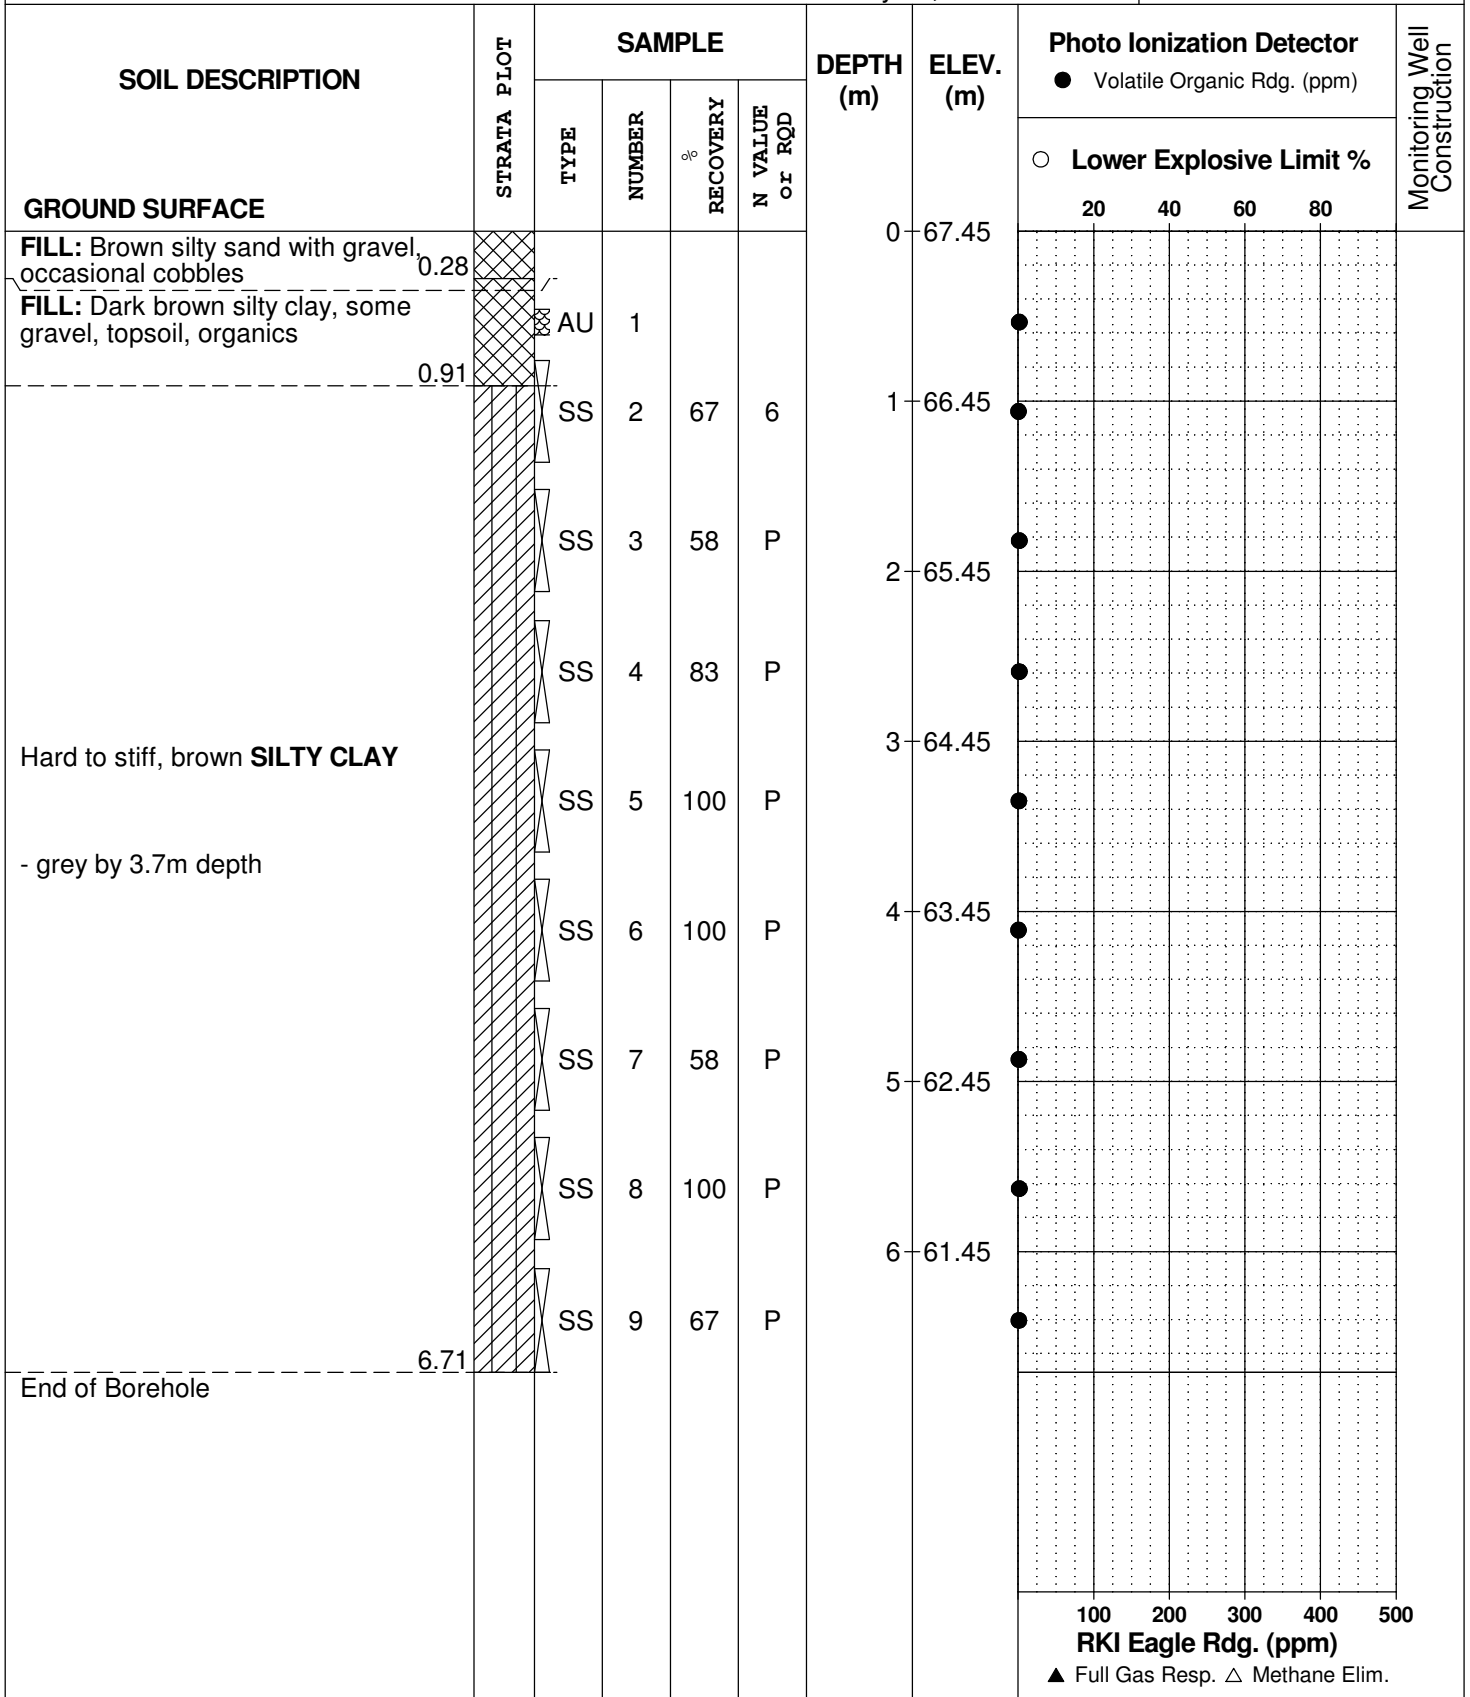 SOIL DESCRIPTION
GROUND SURFACE
STRATA PLOT
SAMPLE
TYPE
NUMBER
%
RECOVERY
N VALUE
or RQD
DEPTH
(m)
ELEV.
(m)
Photo Ionization Detector
● Volatile Organic Rdg. (ppm)
○ Lower Explosive Limit %
20 40 60 80
Monitoring Well
Construction
0 67.45
FILL: Brown silty sand with gravel,
occasional cobbles 0.28
FILL: Dark brown silty clay, some
gravel, topsoil, organics
AU 1
0.91
1 66.45
SS 2 67 6
SS 3 58 P
2 65.45
SS 4 83 P
3 64.45
Hard to stiff, brown SILTY CLAY
SS 5 100 P
- grey by 3.7m depth
4 63.45
SS 6 100 P
SS 7 58 P
5 62.45
SS 8 100 P
6 61.45
SS 9 67 P
6.71
End of Borehole
100 200 300 400 500
RKI Eagle Rdg. (ppm)
▲ Full Gas Resp. △ Methane Elim.